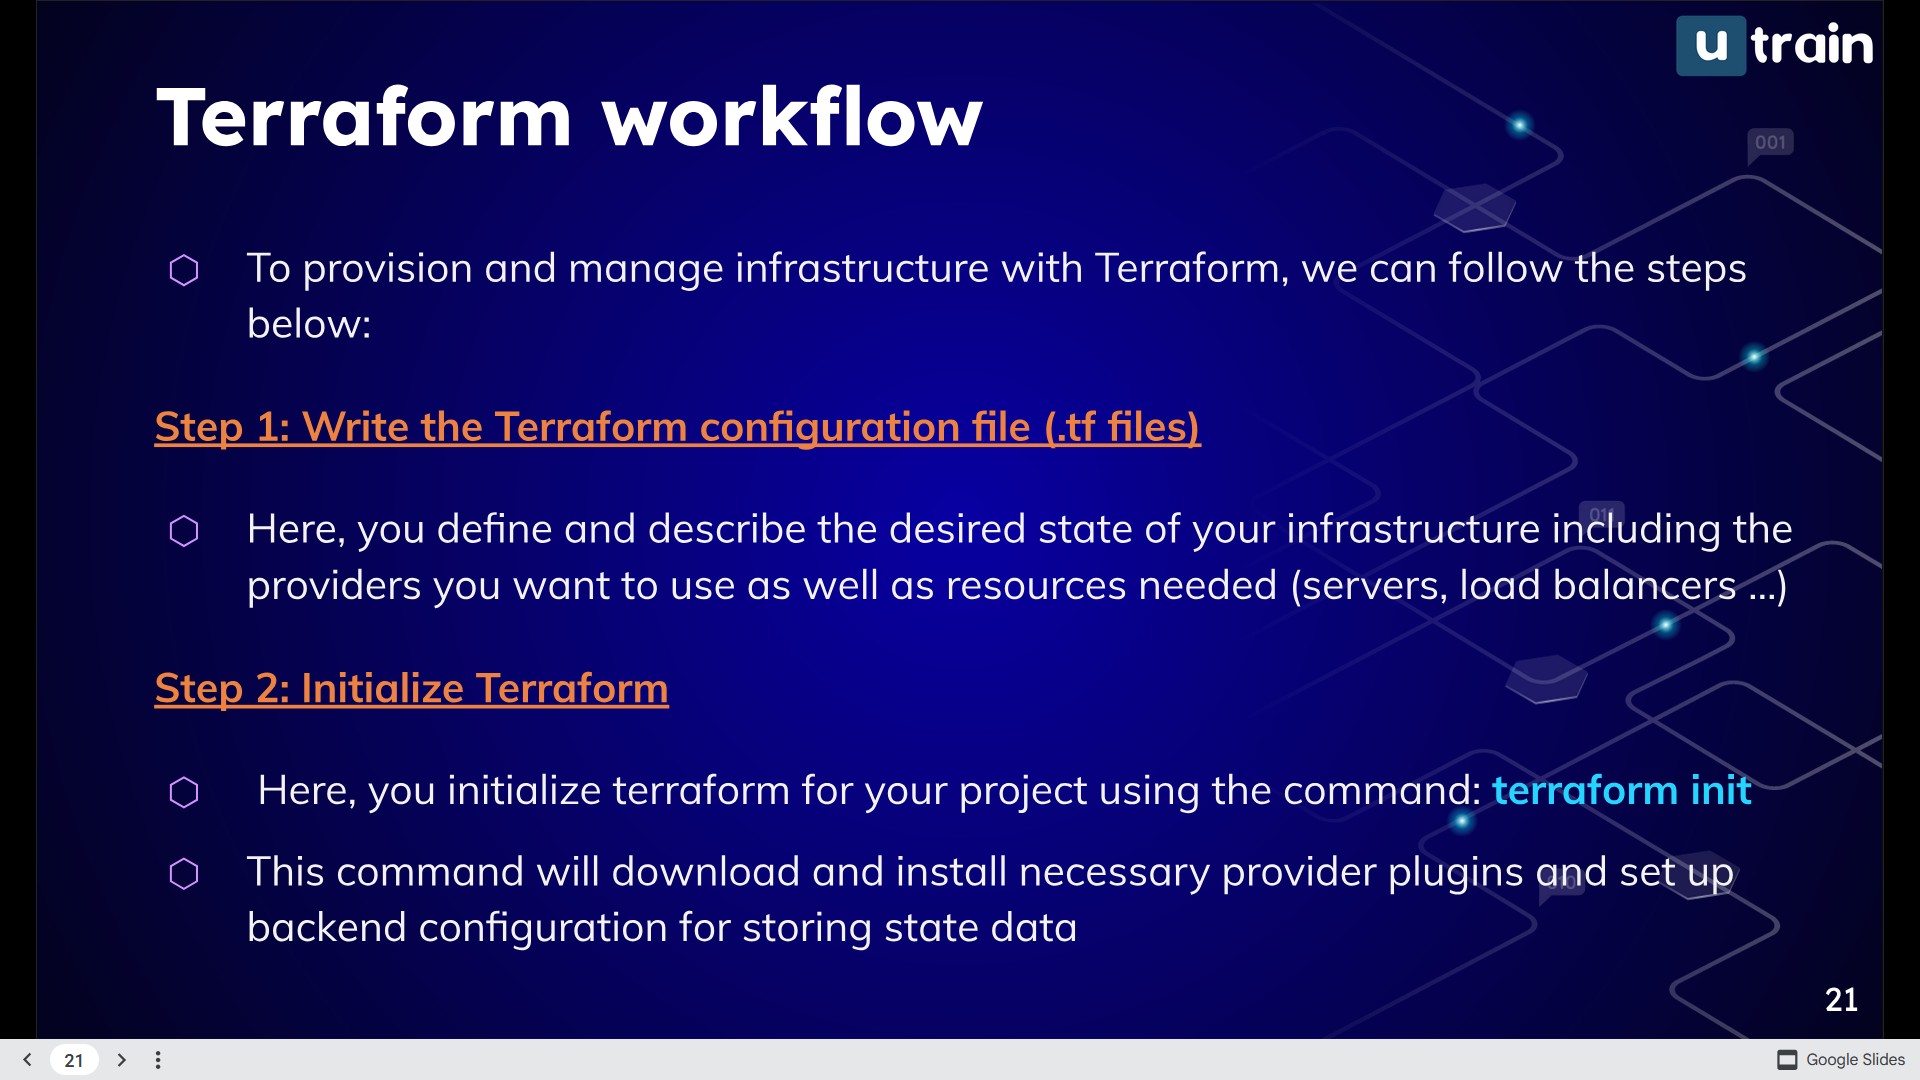 u train
Terraform workflow
001
To provision and manage infrastructure with Terraform, we can follow the steps
below:
Step 1: Write the Terraform configuration file (.tf files)
011
Here, you define and describe the desired state of your infrastructure including the
providers you want to use as well as resources needed (servers, load balancers ...)
Step 2: Initialize Terraform
Here, you initialize terraform for your project using the command: terraform init
This command will download and install necessary provider plugins and set up
backend configuration for storing state data
21
21
Google Slides